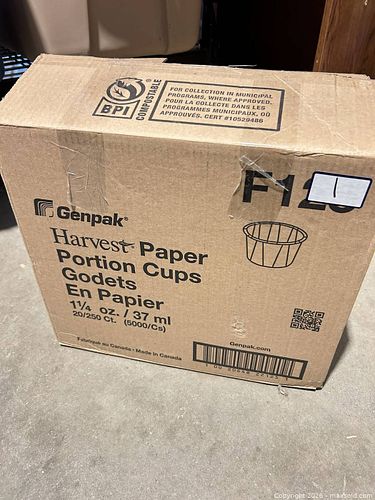 BPI
®
COMPOSTABLE
FOR COLLECTION IN MUNICIPAL
PROGRAMS, WHERE APPROVED.
POUR LA COLLECTE DANS LES
PROGRAMMES MUNICIPAUX, OÙ
APPROUVÉS. CERT #10529486
1
Genpak®
Harvest Paper
Portion Cups
Godets
En Papier
1¼ oz. / 37 ml
20/250 Ct. (5000/Cs)
Fabriqué au Canada • Made in Canada
Genpak.com
Copyright 2026 - maxsold.com